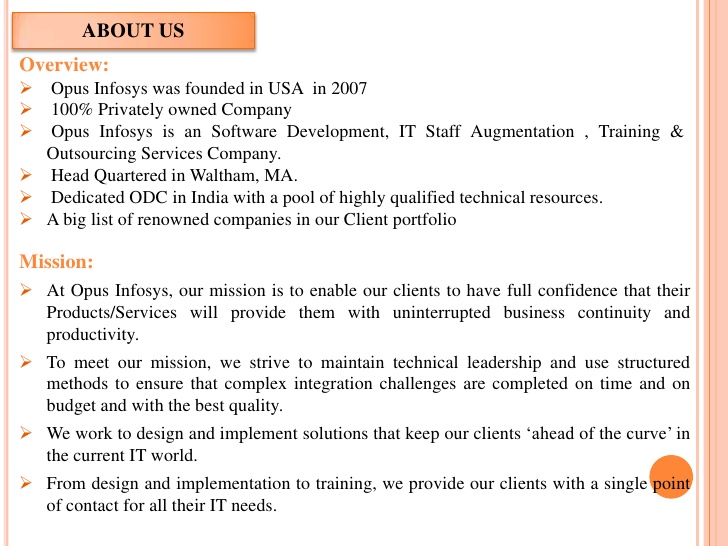 ABOUT US
Overview:
➢ Opus Infosys was founded in USA in 2007
➢ 100% Privately owned Company
➢ Opus Infosys is an Software Development, IT Staff Augmentation , Training &
Outsourcing Services Company.
➢ Head Quartered in Waltham, MA.
➢ Dedicated ODC in India with a pool of highly qualified technical resources.
➢ A big list of renowned companies in our Client portfolio
Mission:
➢ At Opus Infosys, our mission is to enable our clients to have full confidence that their
Products/Services will provide them with uninterrupted business continuity and
productivity.
➢ To meet our mission, we strive to maintain technical leadership and use structured
methods to ensure that complex integration challenges are completed on time and on
budget and with the best quality.
➢ We work to design and implement solutions that keep our clients ‘ahead of the curve’ in
the current IT world.
➢ From design and implementation to training, we provide our clients with a single point
of contact for all their IT needs.